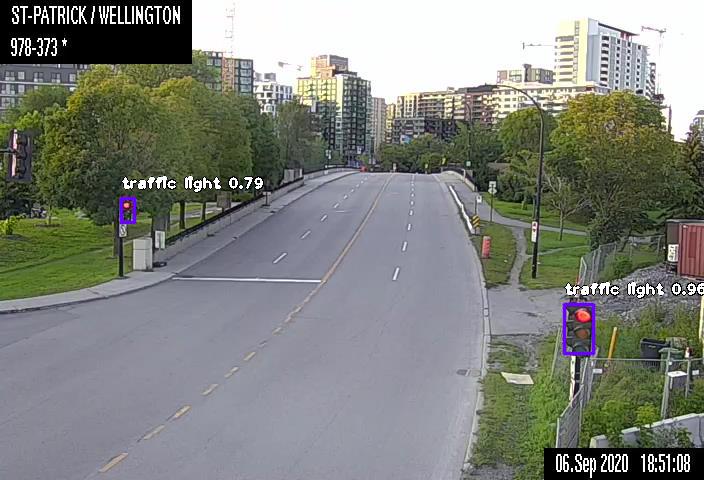 ST-PATRICK / WELLINGTON
978-373 *
traffic light 0.79
traffic light 0.96
06.Sep 2020 18:51:08